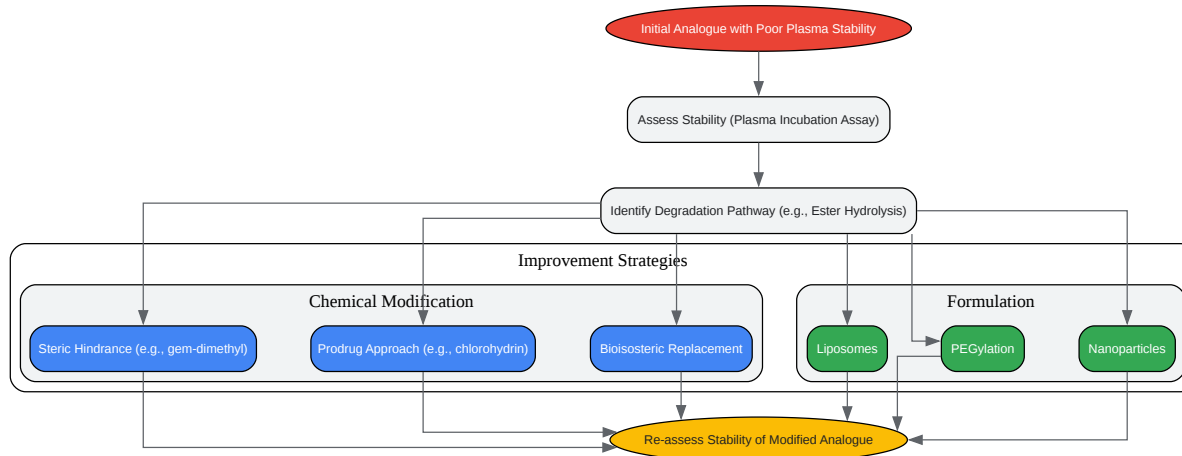 Initial Analogue with Poor Plasma Stability
Assess Stability (Plasma Incubation Assay)
Identify Degradation Pathway (e.g., Ester Hydrolysis)
Improvement Strategies
Chemical Modification
Formulation
Steric Hindrance (e.g., gem-dimethyl)
Prodrug Approach (e.g., chlorohydrin)
Bioisosteric Replacement
Liposomes
PEGylation
Nanoparticles
Re-assess Stability of Modified Analogue